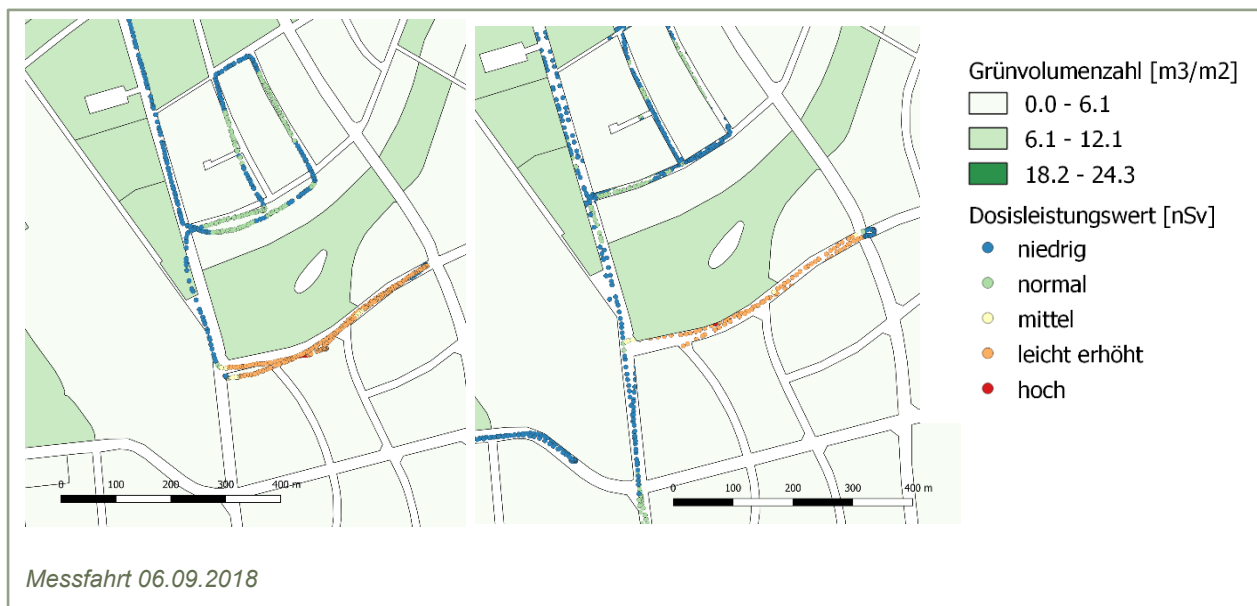 Grünvolumenzahl [m3/m2]
0.0 - 6.1
6.1 - 12.1
18.2 - 24.3
Dosisleistungswert [nSv]
niedrig
normal
mittel
leicht erhöht
hoch
0 100 200 300 400 m
0 100 200 300 400 m
Messfahrt 06.09.2018